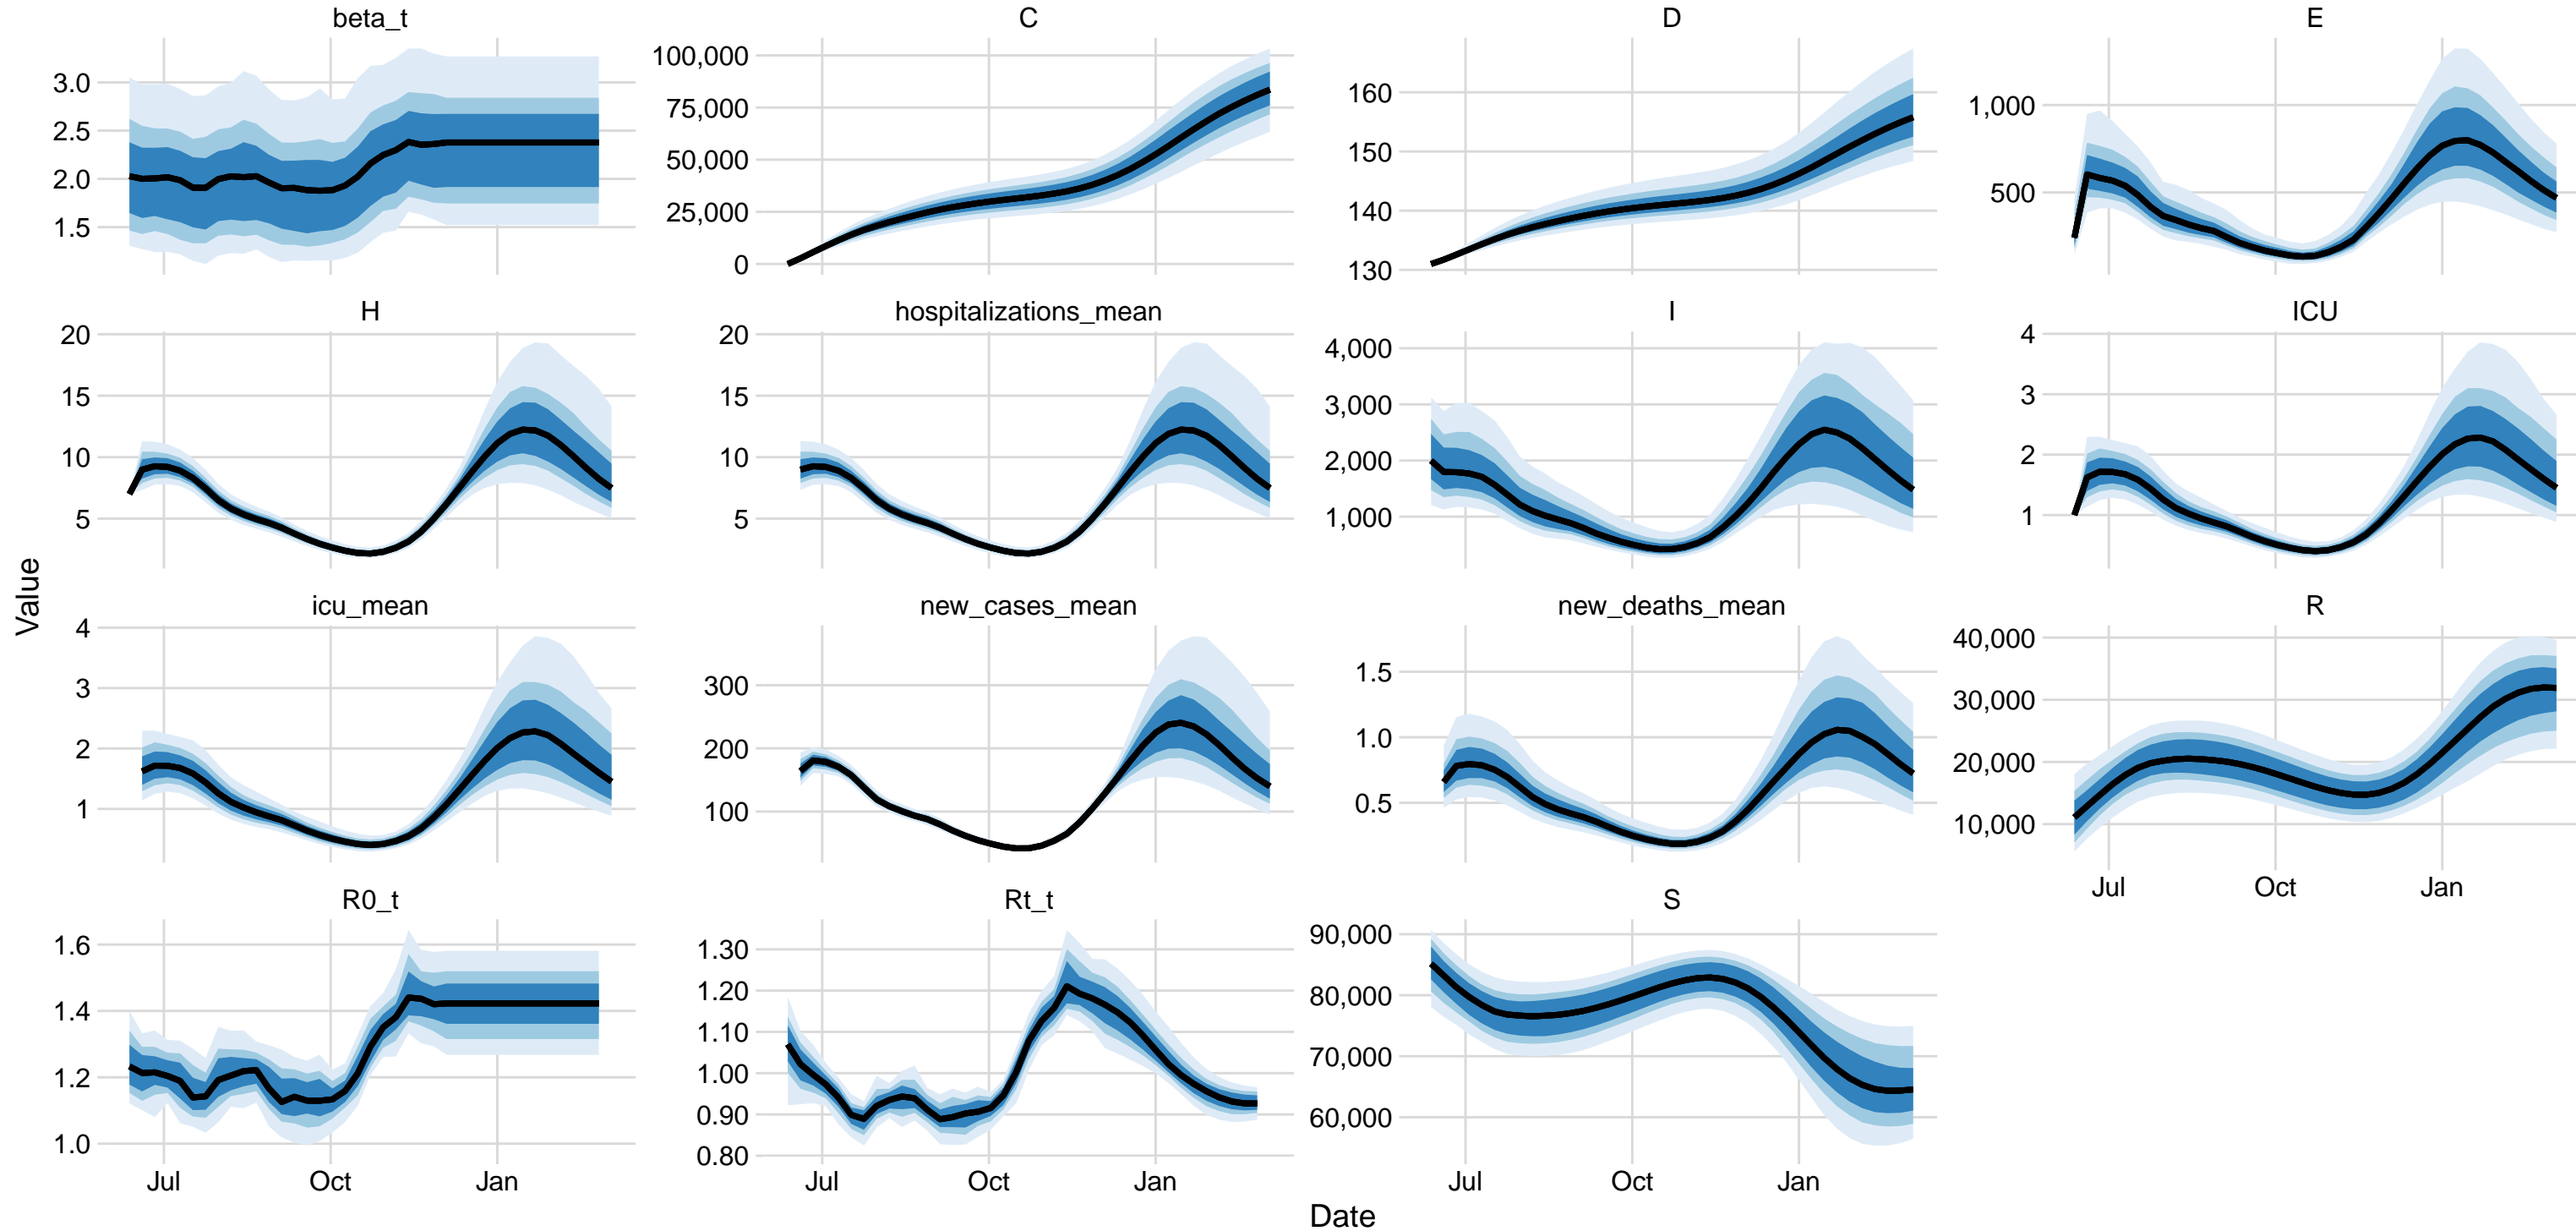 beta_t
3.0
2.5
2.0
1.5
C
100,000
75,000
50,000
25,000
0
D
160
150
140
130
E
1,000
500
H
20
15
10
5
hospitalizations_mean
20
15
10
5
I
4,000
3,000
2,000
1,000
ICU
4
3
2
1
Value
icu_mean
4
3
2
1
new_cases_mean
300
200
100
new_deaths_mean
1.5
1.0
0.5
R
40,000
30,000
20,000
10,000
Jul Oct Jan
R0_t
1.6
1.4
1.2
1.0
Jul Oct Jan
Rt_t
1.30
1.20
1.10
1.00
0.90
0.80
Jul Oct Jan
S
90,000
80,000
70,000
60,000
Jul Oct Jan
Date